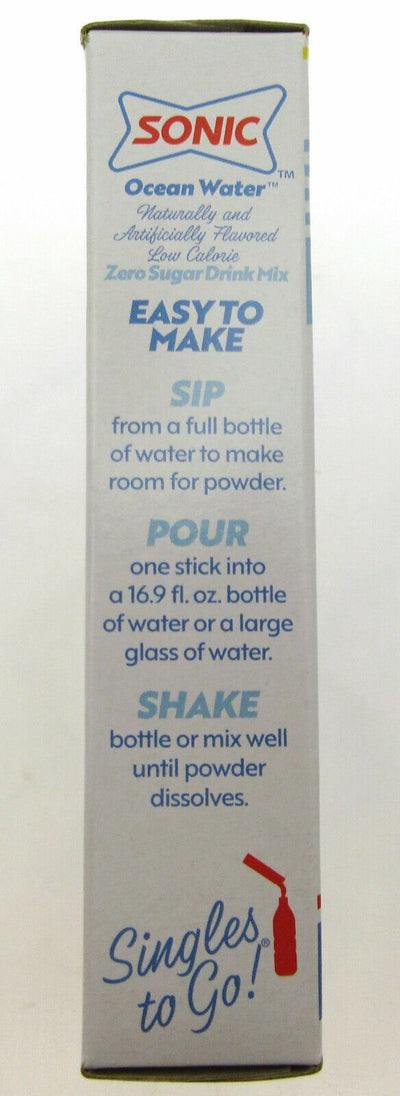 SONIC
TM
Ocean Water™
Naturally and
Artificially Flavored
Low Calorie
Zero Sugar Drink Mix
EASY TO
MAKE
SIP
from a full bottle
of water to make
room for powder.
POUR
one stick into
a 16.9 fl. oz. bottle
of water or a large
glass of water.
SHAKE
bottle or mix well
until powder
dissolves.
Singles
to Go!®